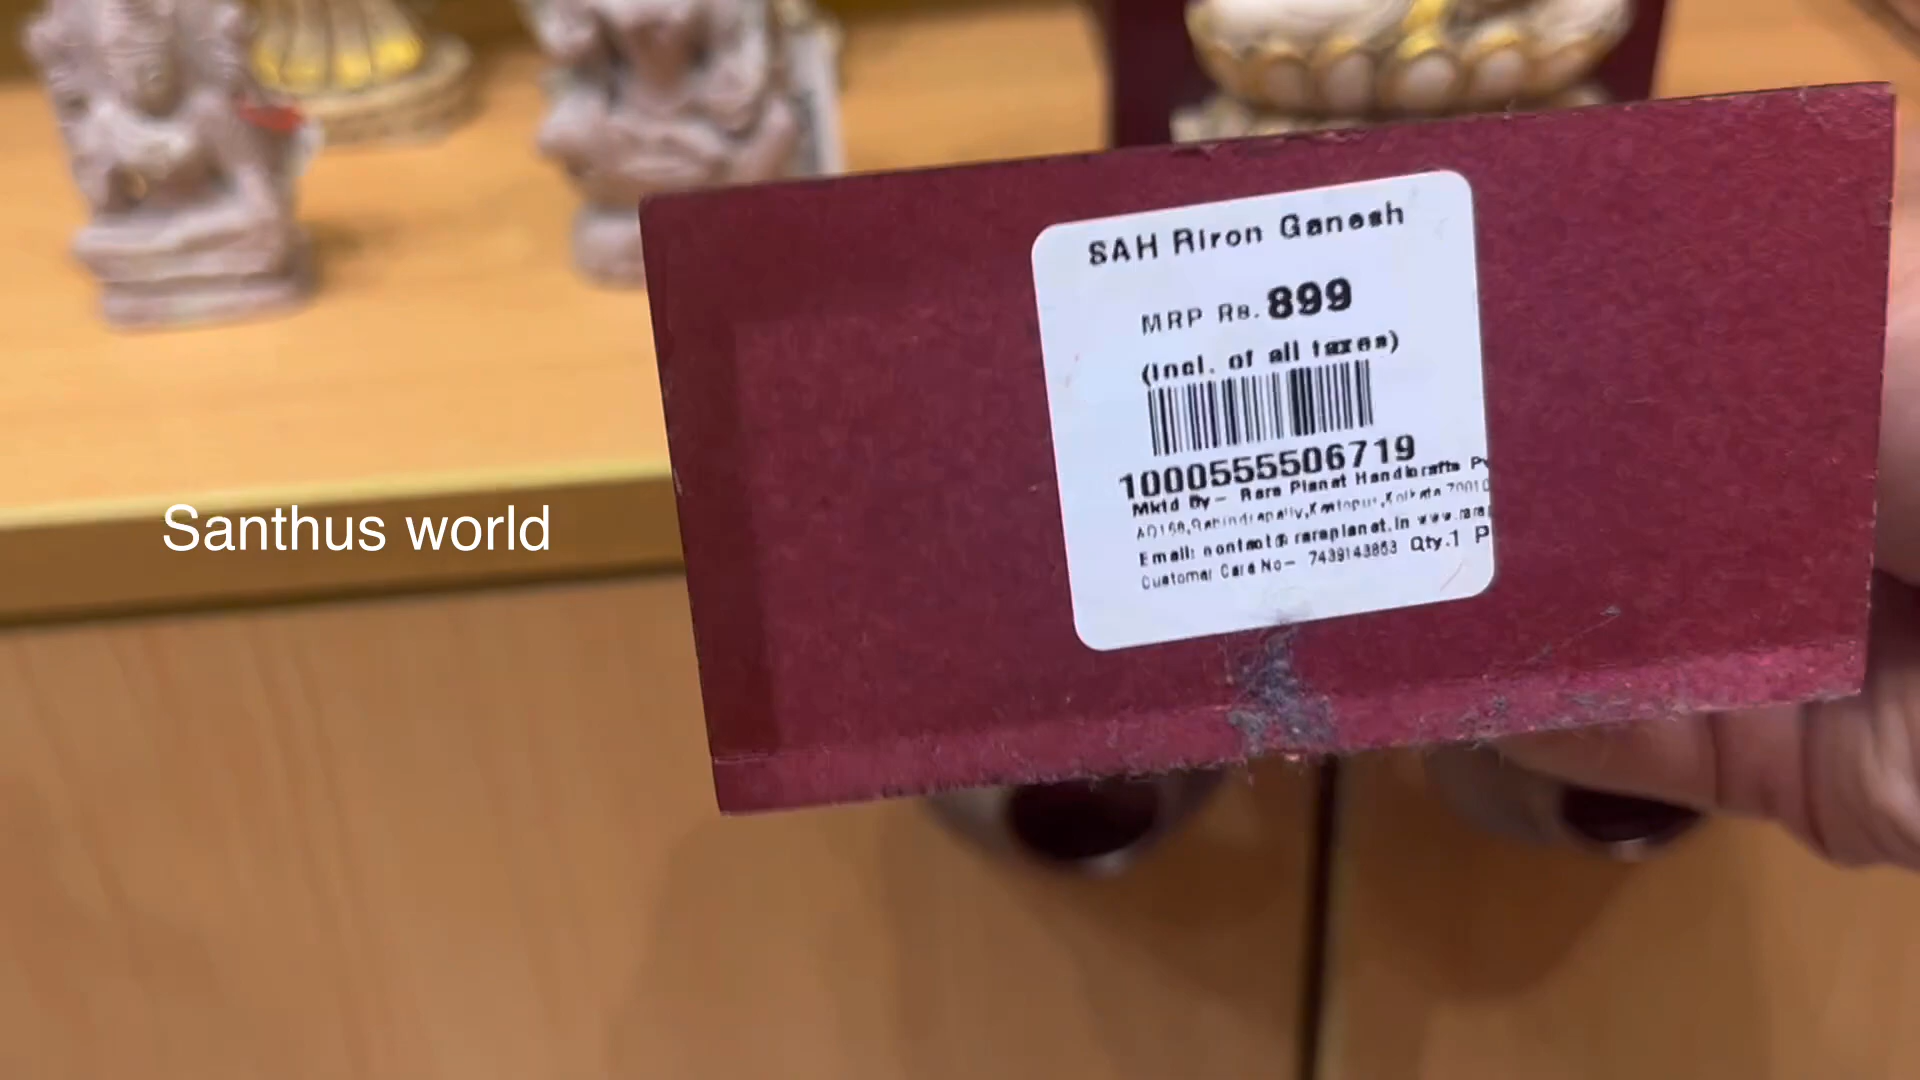 SAH Riron Ganesh
MRP Rs. 899
(Incl. of all taxes)
1000555506719
Mktd By- Rare Planet Handicrafts
Santhus world
Email: contact@rareplanet.in
Customer Care No- 7439143853 Qty.1 P